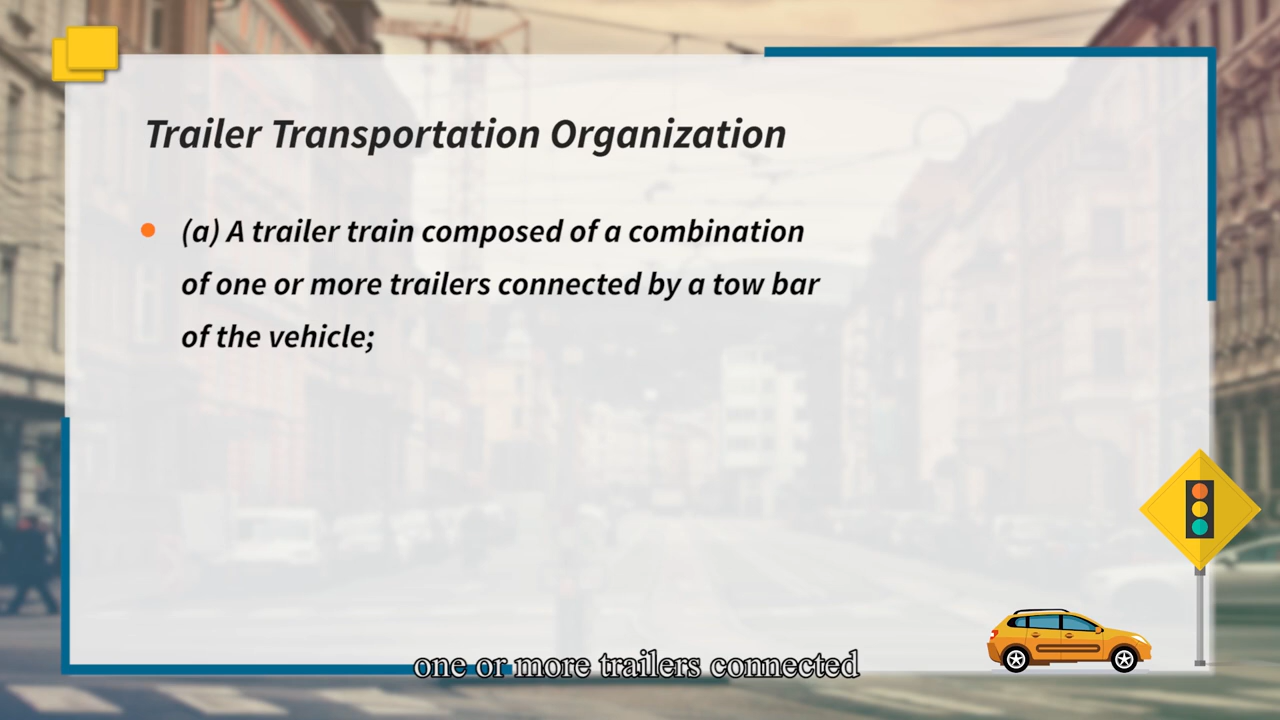 Trailer Transportation Organization
(a) A trailer train composed of a combination
of one or more trailers connected by a tow bar
of the vehicle;
one or more trailers connected